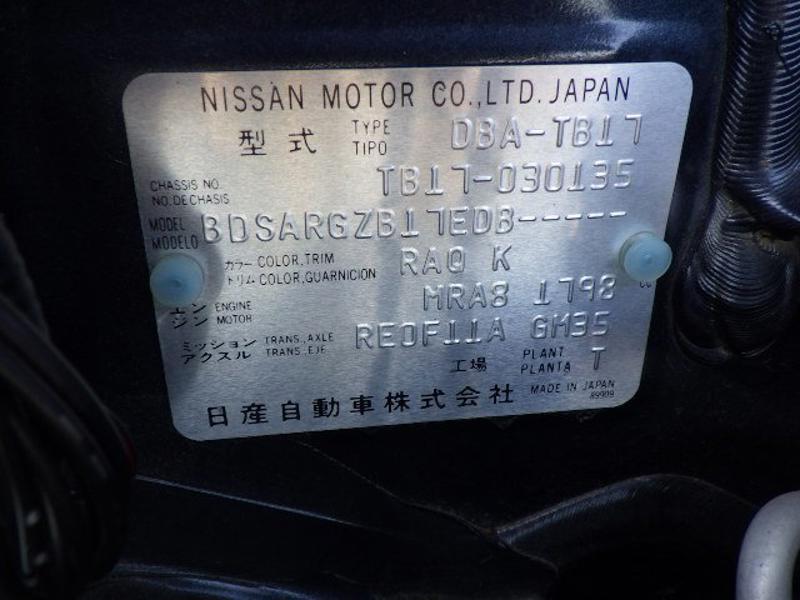 NISSAN MOTOR CO.,LTD. JAPAN
型式 TYPE TIPO DBA-TB17
CHASSIS NO. NO.DE CHASIS TB17-030135
MODEL MODELO BDSARGZB17EDB-----
カラー COLOR,TRIM
トリム COLOR,GUARNICION RAQ K
エンジン ENGINE MOTOR MRA8 1798 cc
ミッション TRANS.,AXLE
アクスル TRANS.,EJE RE0F11A GM35
工場 PLANT PLANTA T
日産自動車株式会社 MADE IN JAPAN
89909